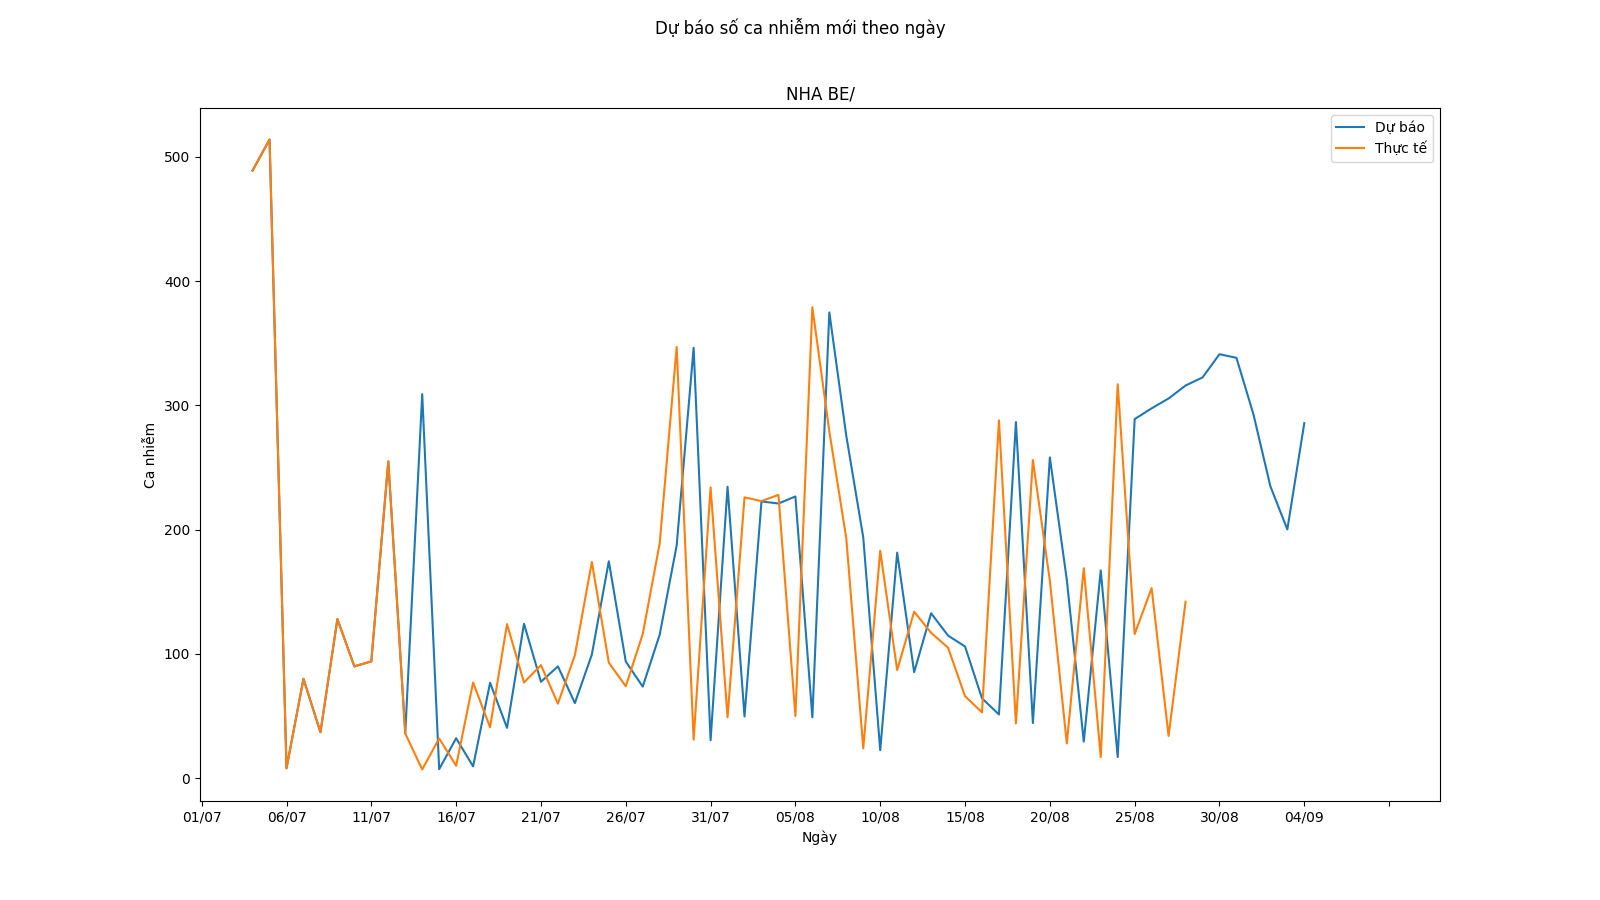 Dự báo số ca nhiễm mới theo ngày
NHA BE/
Dự báo
Thực tế
500
400
300
200
100
0
Ca nhiễm
01/07 06/07 11/07 16/07 21/07 26/07 31/07 05/08 10/08 15/08 20/08 25/08 30/08 04/09
Ngày